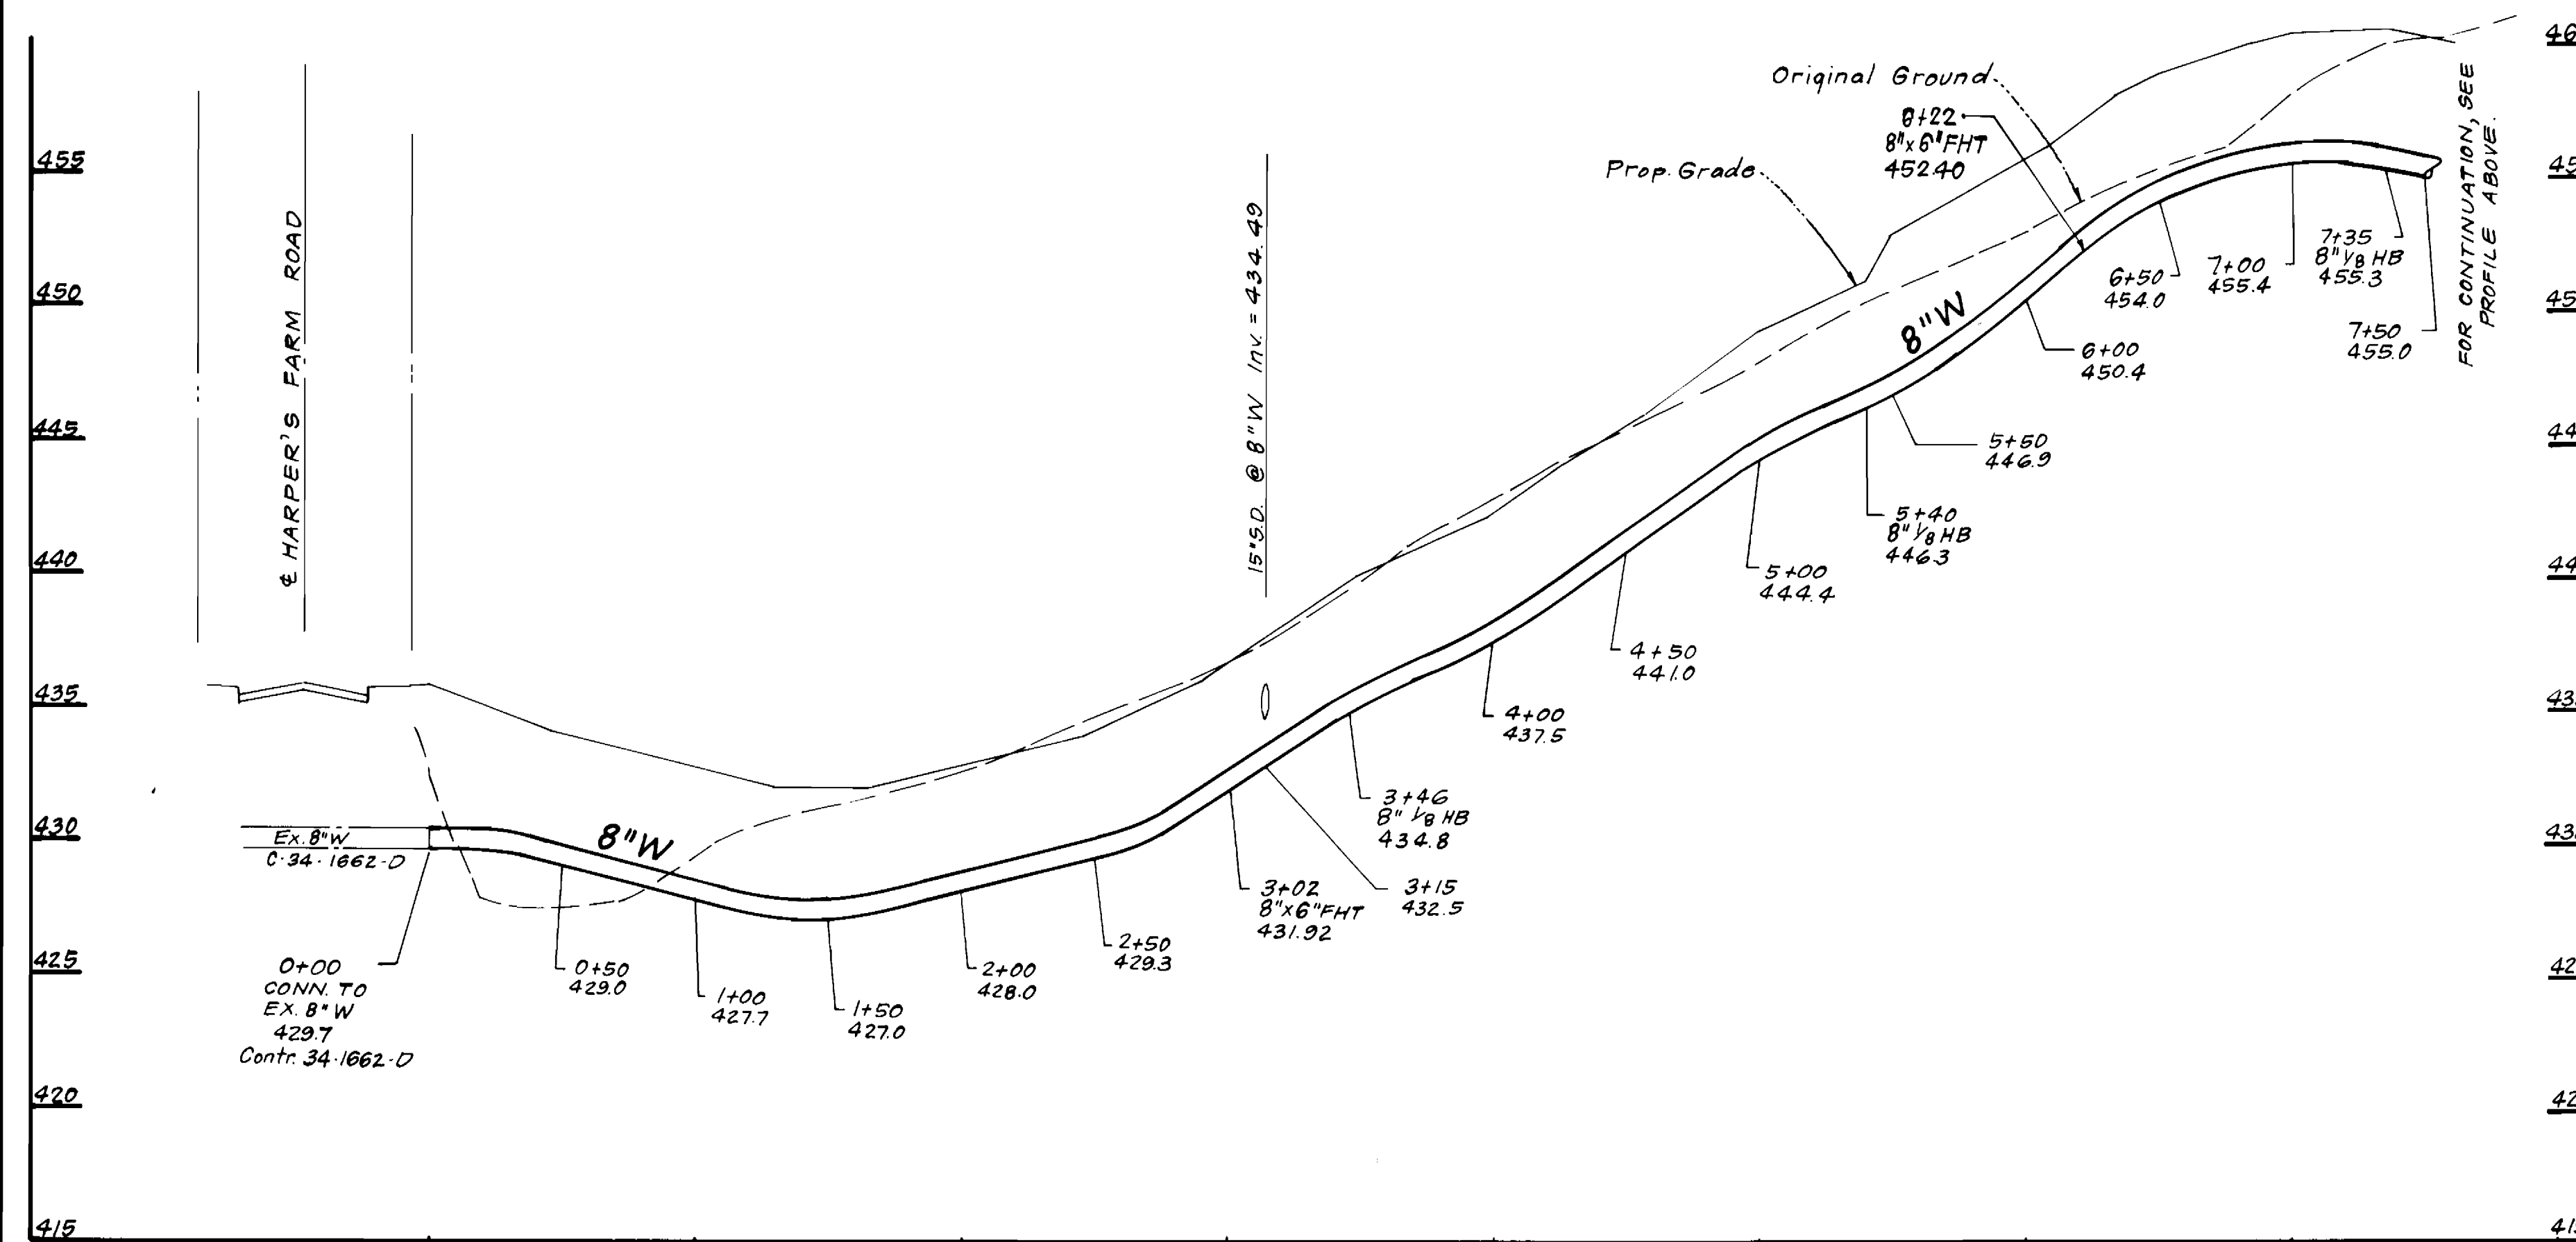 455
450
445
440
435
430
425
420
415
℄ HARPER'S FARM ROAD
15"S.D. @ 8"W Inv. = 434.49
Original Ground
Prop. Grade
6+22
8"x6"FHT
452.40
FOR CONTINUATION, SEE
PROFILE ABOVE.
Ex. 8"W
C·34·1662-D
8"W
8"W
0+00
CONN. TO
EX. 8"W
429.7
Contr. 34·1662-D
0+50
429.0
1+00
427.7
1+50
427.0
2+00
428.0
2+50
429.3
3+02
8"x6"FHT
431.92
3+15
432.5
3+46
8" 1/8 HB
434.8
4+00
437.5
4+50
441.0
5+00
444.4
5+40
8" 1/8 HB
446.3
5+50
446.9
6+00
450.4
6+50
454.0
7+00
455.4
7+35
8" 1/8 HB
455.3
7+50
455.0